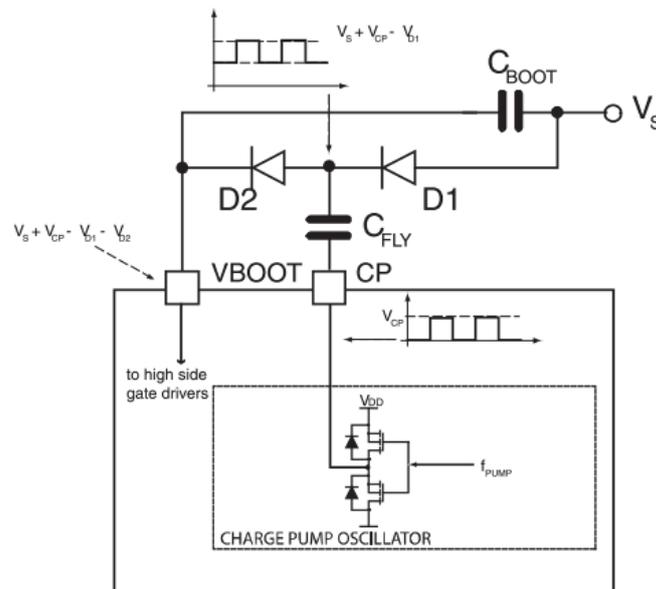 V_S + V_CP - V_D1
C_BOOT
V_S
D2
D1
C_FLY
V_S + V_CP - V_D1 - V_D2
VBOOT
CP
V_CP
to high side
gate drivers
V_DD
f_PUMP
CHARGE PUMP OSCILLATOR